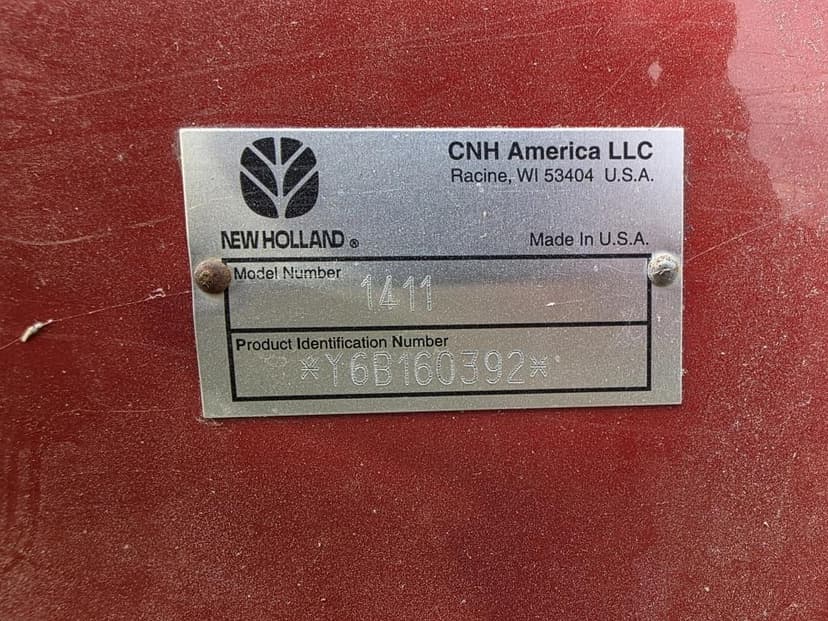 CNH America LLC
Racine, WI 53404 U.S.A.
NEW HOLLAND ®
Made in U.S.A.
Model Number
1411
Product Identification Number
*Y6B160392*